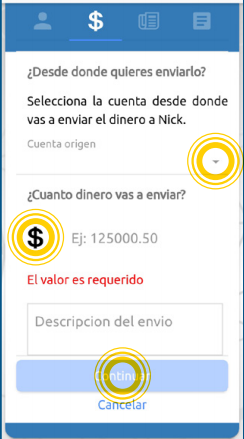 $
¿Desde donde quieres enviarlo?
Selecciona la cuenta desde donde
vas a enviar el dinero a Nick.
Cuenta origen
¿Cuanto dinero vas a enviar?
$ Ej: 125000.50
El valor es requerido
Descripcion del envio
Continuar
Cancelar